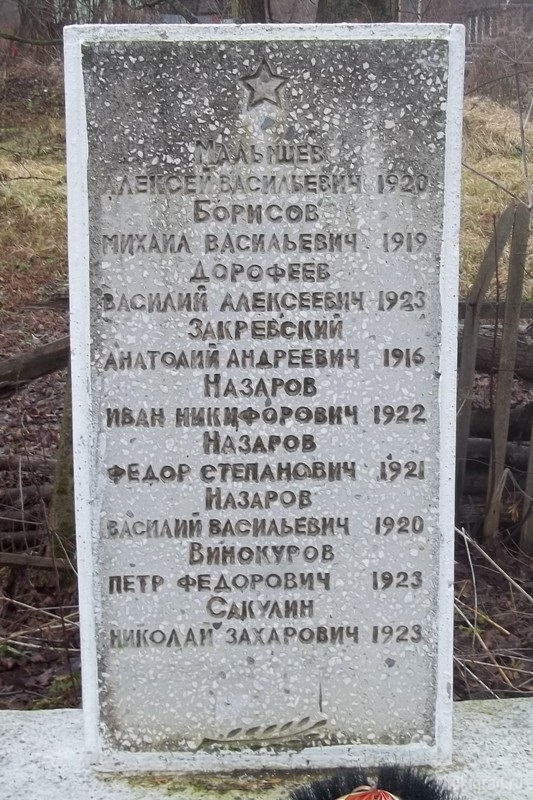 Малышев
Алексей Васильевич 1920
Борисов
Михаил Васильевич 1919
Дорофеев
Василий Алексеевич 1923
Закревский
Анатолий Андреевич 1916
Назаров
Иван Никифорович 1922
Назаров
Федор Степанович 1921
Назаров
Василий Васильевич 1920
Винокуров
Петр Федорович 1923
Сакулин
Николай Захарович 1923